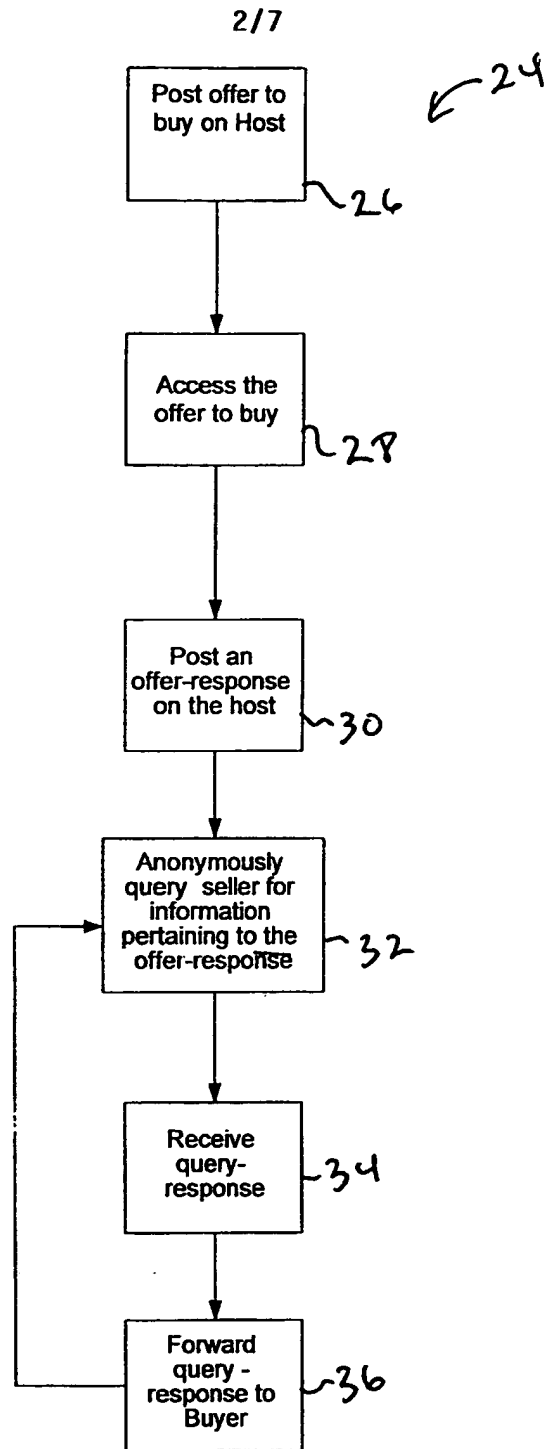 2/7
24
Post offer to
buy on Host
26
Access the
offer to buy
28
Post an
offer-response
on the host
30
Anonymously
query seller for
information
pertaining to the
offer-response
32
Receive
query-
response
34
Forward
query -
response to
Buyer
36